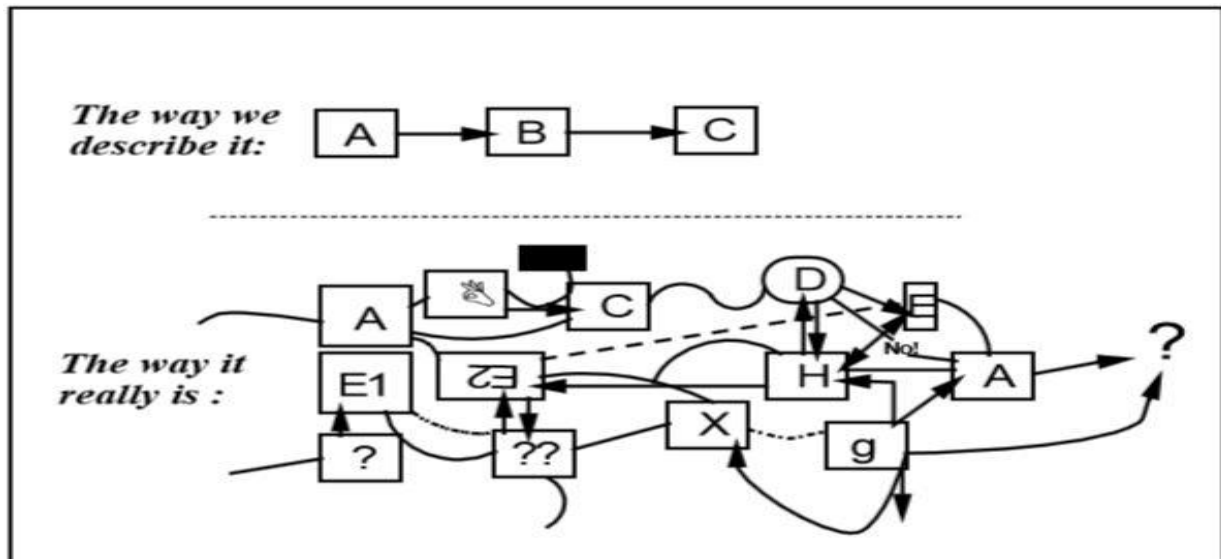 The way we
describe it:
A B C
D
A C E
No!
The way it
really is :
E1 E2 H A ?
? ?? X g